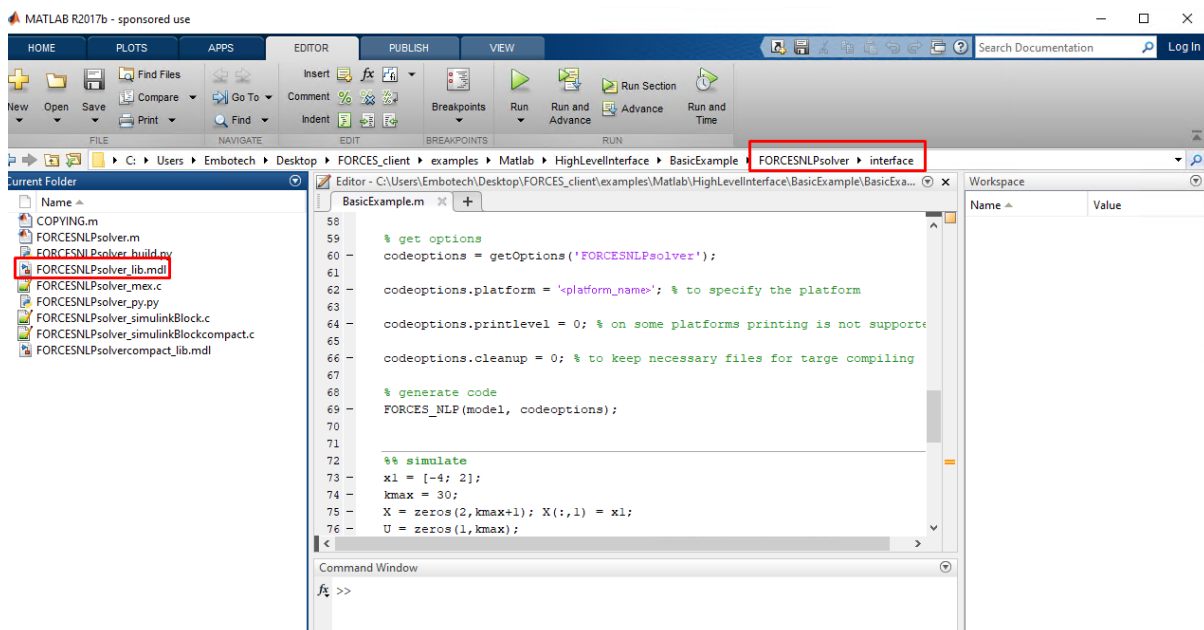 MATLAB R2017b - sponsored use
HOME PLOTS APPS EDITOR PUBLISH VIEW Search Documentation Log In
New Open Save Find Files Compare Print Go To Find Insert fx Comment Indent Breakpoints Run Run and Advance Run Section Advance Run and Time
FILE NAVIGATE EDIT BREAKPOINTS RUN
C: Users Embotech Desktop FORCES_client examples Matlab HighLevelInterface BasicExample FORCESNLPsolver interface
Current Folder
Name
COPYING.m
FORCESNLPsolver.m
FORCESNLPsolver_build.py
FORCESNLPsolver_lib.mdl
FORCESNLPsolver_mex.c
FORCESNLPsolver_py.py
FORCESNLPsolver_simulinkBlock.c
FORCESNLPsolver_simulinkBlockcompact.c
FORCESNLPsolvercompact_lib.mdl
Editor - C:\Users\Embotech\Desktop\FORCES_client\examples\Matlab\HighLevelInterface\BasicExample\BasicExa...
BasicExample.m
58
59 % get options
60 - codeoptions = getOptions('FORCESNLPsolver');
61
62 - codeoptions.platform = '<platform_name>'; % to specify the platform
63
64 - codeoptions.printlevel = 0; % on some platforms printing is not supporte
65
66 - codeoptions.cleanup = 0; % to keep necessary files for targe compiling
67
68 % generate code
69 - FORCES_NLP(model, codeoptions);
70
71
72 %% simulate
73 - x1 = [-4; 2];
74 - kmax = 30;
75 - X = zeros(2,kmax+1); X(:,1) = x1;
76 - U = zeros(1,kmax);
Command Window
fx >>
Workspace
Name Value